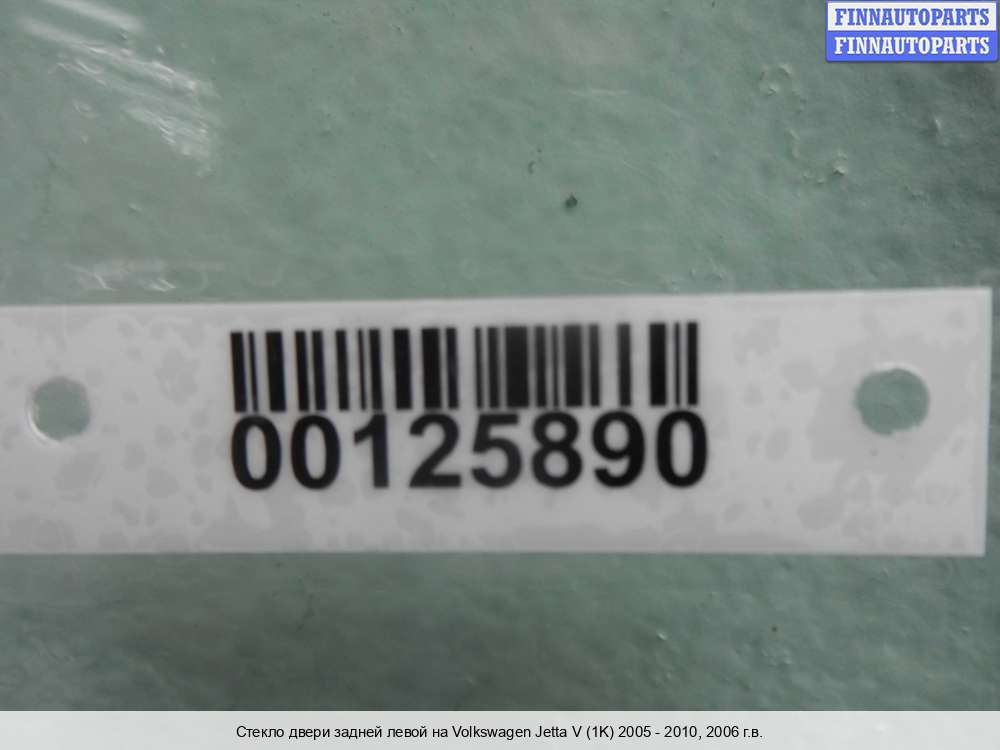 FINNAUTOPARTS
FINNAUTOPARTS
00125890
Стекло двери задней левой на Volkswagen Jetta V (1K) 2005 - 2010, 2006 г.в.